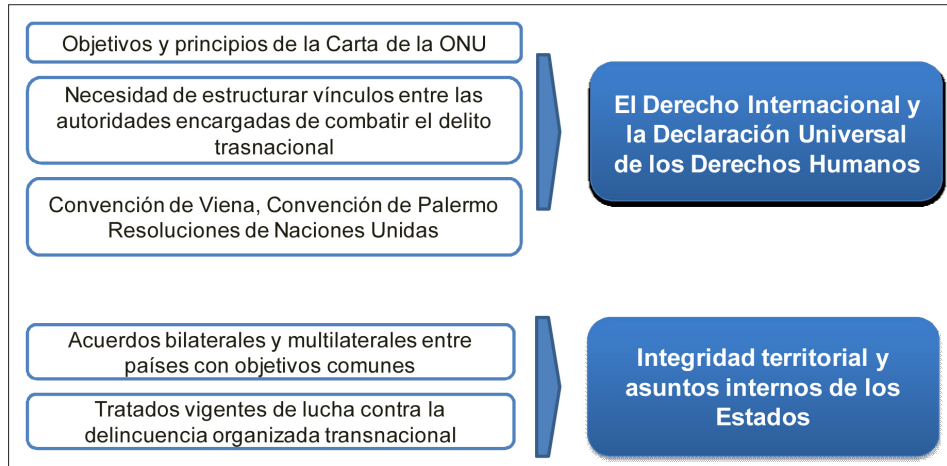 Objetivos y principios de la Carta de la ONU
Necesidad de estructurar vínculos entre las
autoridades encargadas de combatir el delito
trasnacional
Convención de Viena, Convención de Palermo
Resoluciones de Naciones Unidas
El Derecho Internacional y
la Declaración Universal
de los Derechos Humanos
Acuerdos bilaterales y multilaterales entre
países con objetivos comunes
Tratados vigentes de lucha contra la
delincuencia organizada transnacional
Integridad territorial y
asuntos internos de los
Estados